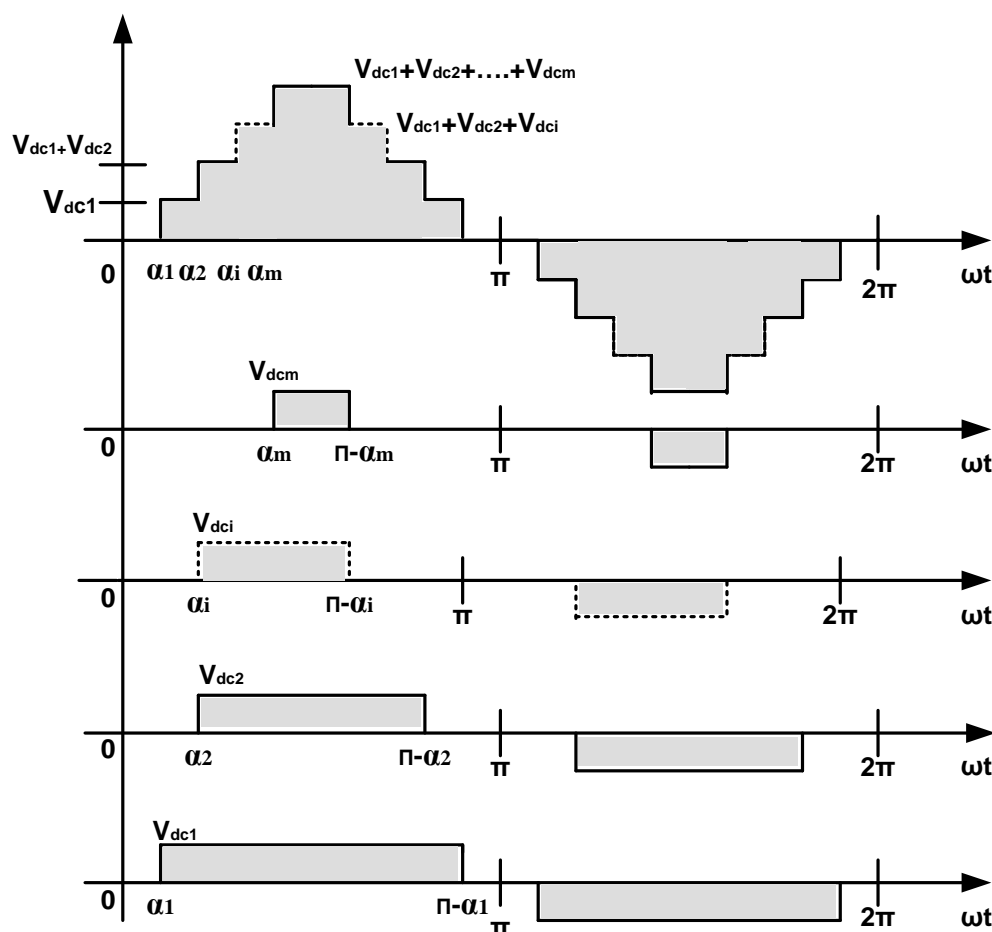 Vdc1+Vdc2+....+Vdcm
Vdc1+Vdc2+Vdci
Vdc1+Vdc2
Vdc1
0 α1 α2 αi αm π 2π ωt
Vdcm
0 αm Π-αm π 2π ωt
Vdci
0 αi Π-αi π 2π ωt
Vdc2
0 α2 Π-α2 π 2π ωt
Vdc1
0 α1 Π-α1 π 2π ωt